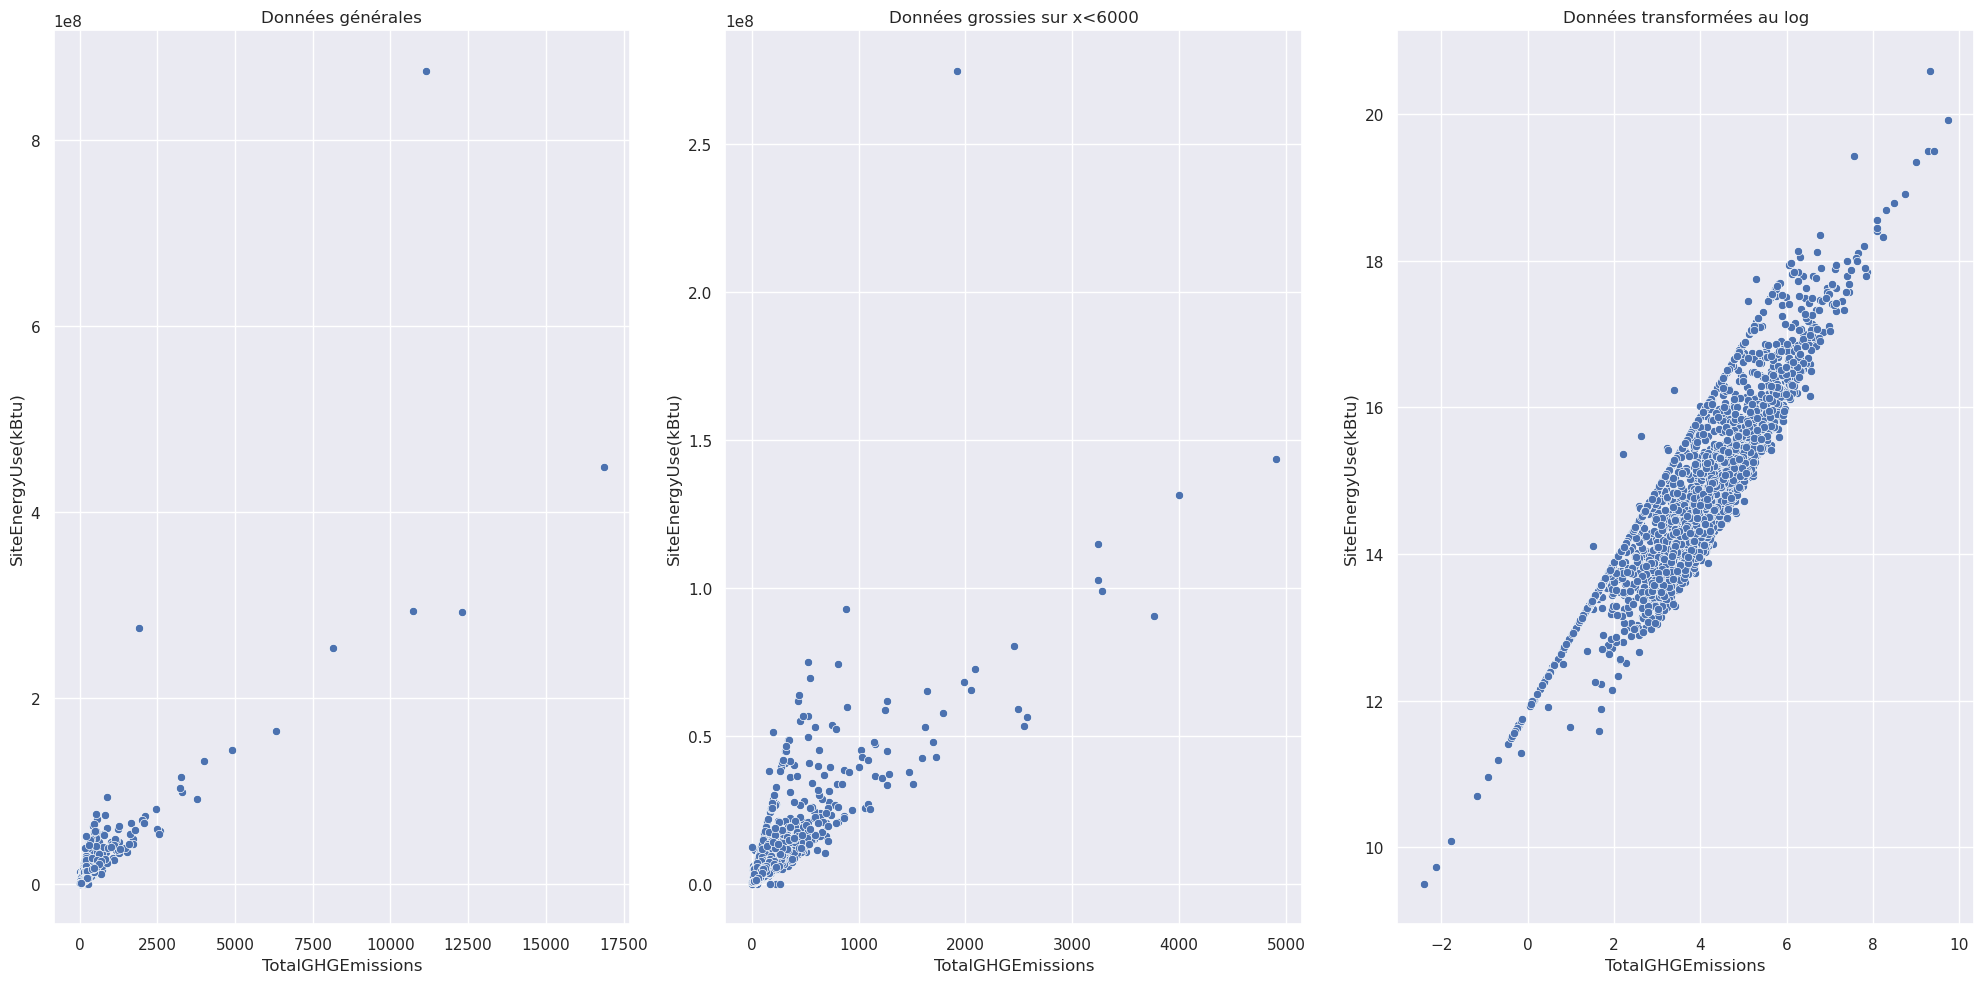 Données générales
1e8
8
6
4
2
0
SiteEnergyUse(kBtu)
0 2500 5000 7500 10000 12500 15000 17500
TotalGHGEmissions
Données grossies sur x<6000
1e8
2.5
2.0
1.5
1.0
0.5
0.0
SiteEnergyUse(kBtu)
0 1000 2000 3000 4000 5000
TotalGHGEmissions
Données transformées au log
20
18
16
14
12
10
SiteEnergyUse(kBtu)
−2 0 2 4 6 8 10
TotalGHGEmissions